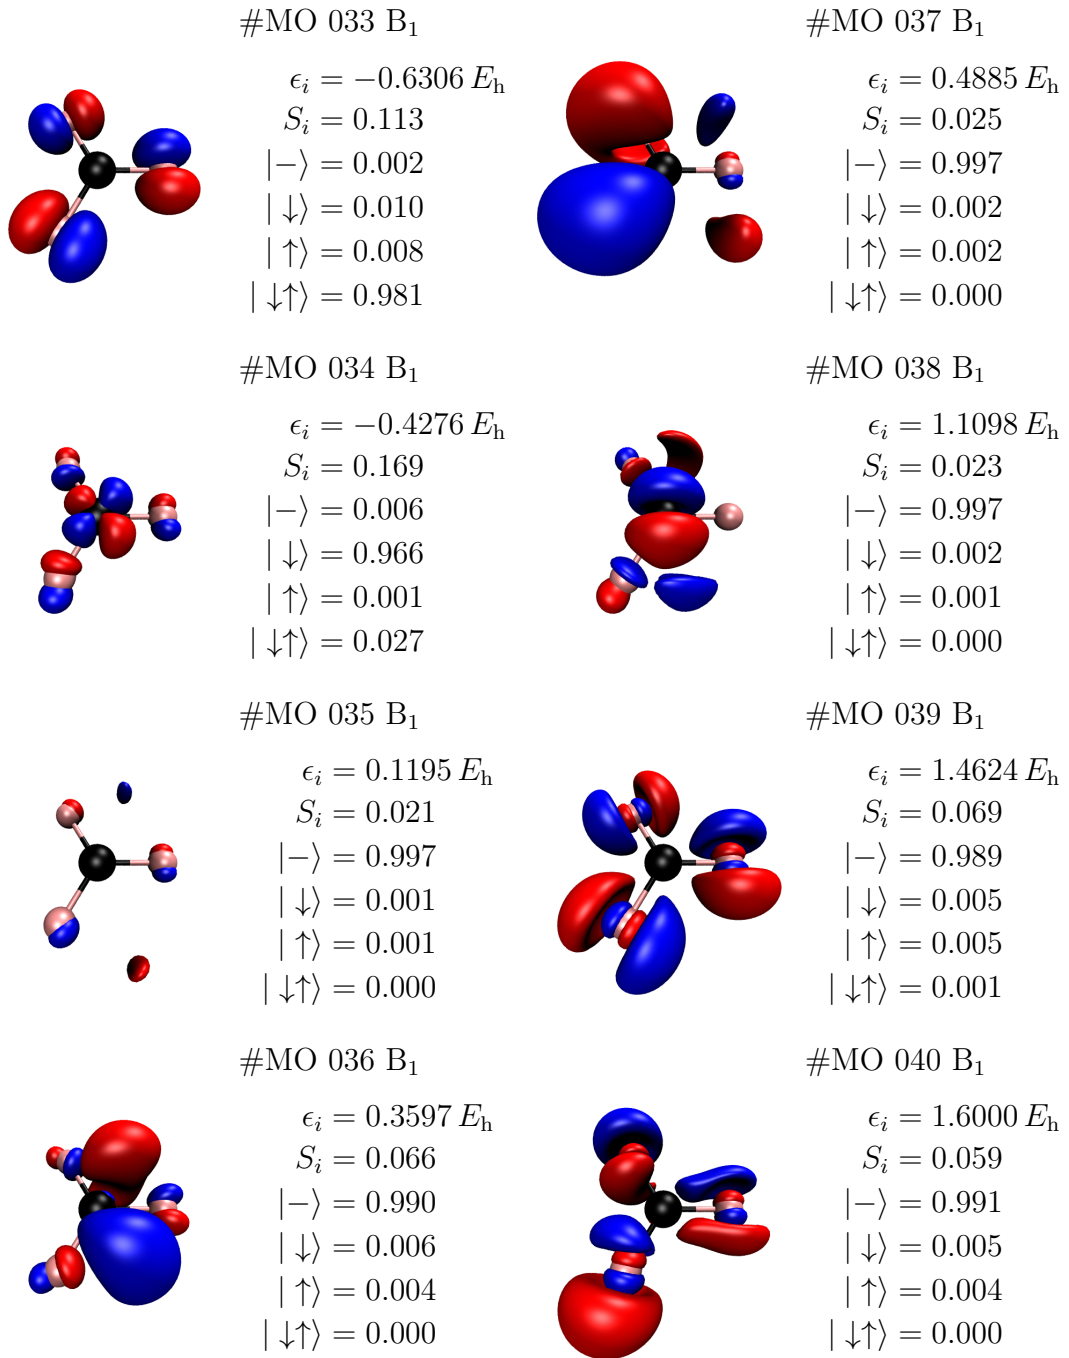 #MO 033 B₁
ϵᵢ = −0.6306 Eₕ
Sᵢ = 0.113
|−⟩ = 0.002
| ↓⟩ = 0.010
| ↑⟩ = 0.008
| ↓↑⟩ = 0.981
#MO 034 B₁
ϵᵢ = −0.4276 Eₕ
Sᵢ = 0.169
|−⟩ = 0.006
| ↓⟩ = 0.966
| ↑⟩ = 0.001
| ↓↑⟩ = 0.027
#MO 035 B₁
ϵᵢ = 0.1195 Eₕ
Sᵢ = 0.021
|−⟩ = 0.997
| ↓⟩ = 0.001
| ↑⟩ = 0.001
| ↓↑⟩ = 0.000
#MO 036 B₁
ϵᵢ = 0.3597 Eₕ
Sᵢ = 0.066
|−⟩ = 0.990
| ↓⟩ = 0.006
| ↑⟩ = 0.004
| ↓↑⟩ = 0.000
#MO 037 B₁
ϵᵢ = 0.4885 Eₕ
Sᵢ = 0.025
|−⟩ = 0.997
| ↓⟩ = 0.002
| ↑⟩ = 0.002
| ↓↑⟩ = 0.000
#MO 038 B₁
ϵᵢ = 1.1098 Eₕ
Sᵢ = 0.023
|−⟩ = 0.997
| ↓⟩ = 0.002
| ↑⟩ = 0.001
| ↓↑⟩ = 0.000
#MO 039 B₁
ϵᵢ = 1.4624 Eₕ
Sᵢ = 0.069
|−⟩ = 0.989
| ↓⟩ = 0.005
| ↑⟩ = 0.005
| ↓↑⟩ = 0.001
#MO 040 B₁
ϵᵢ = 1.6000 Eₕ
Sᵢ = 0.059
|−⟩ = 0.991
| ↓⟩ = 0.005
| ↑⟩ = 0.004
| ↓↑⟩ = 0.000